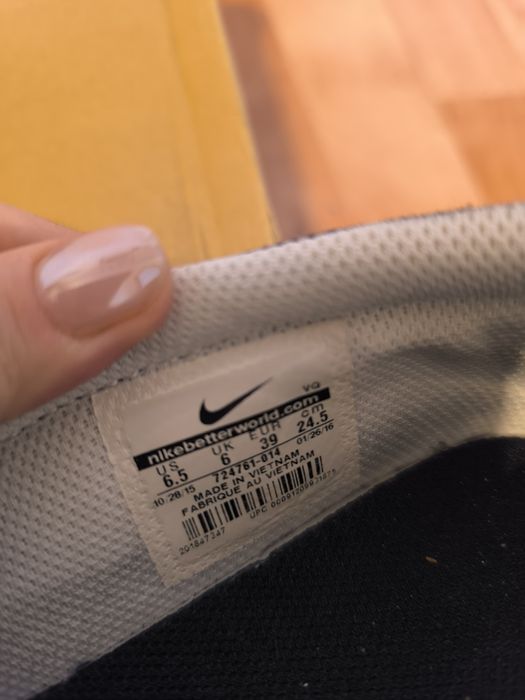 VQ
nikebetterworld.com
US UK EUR cm
6.5 6 39 24.5
10/28/15 724761-014 01/26/16
MADE IN VIETNAM
FABRIQUE AU VIETNAM
UPC